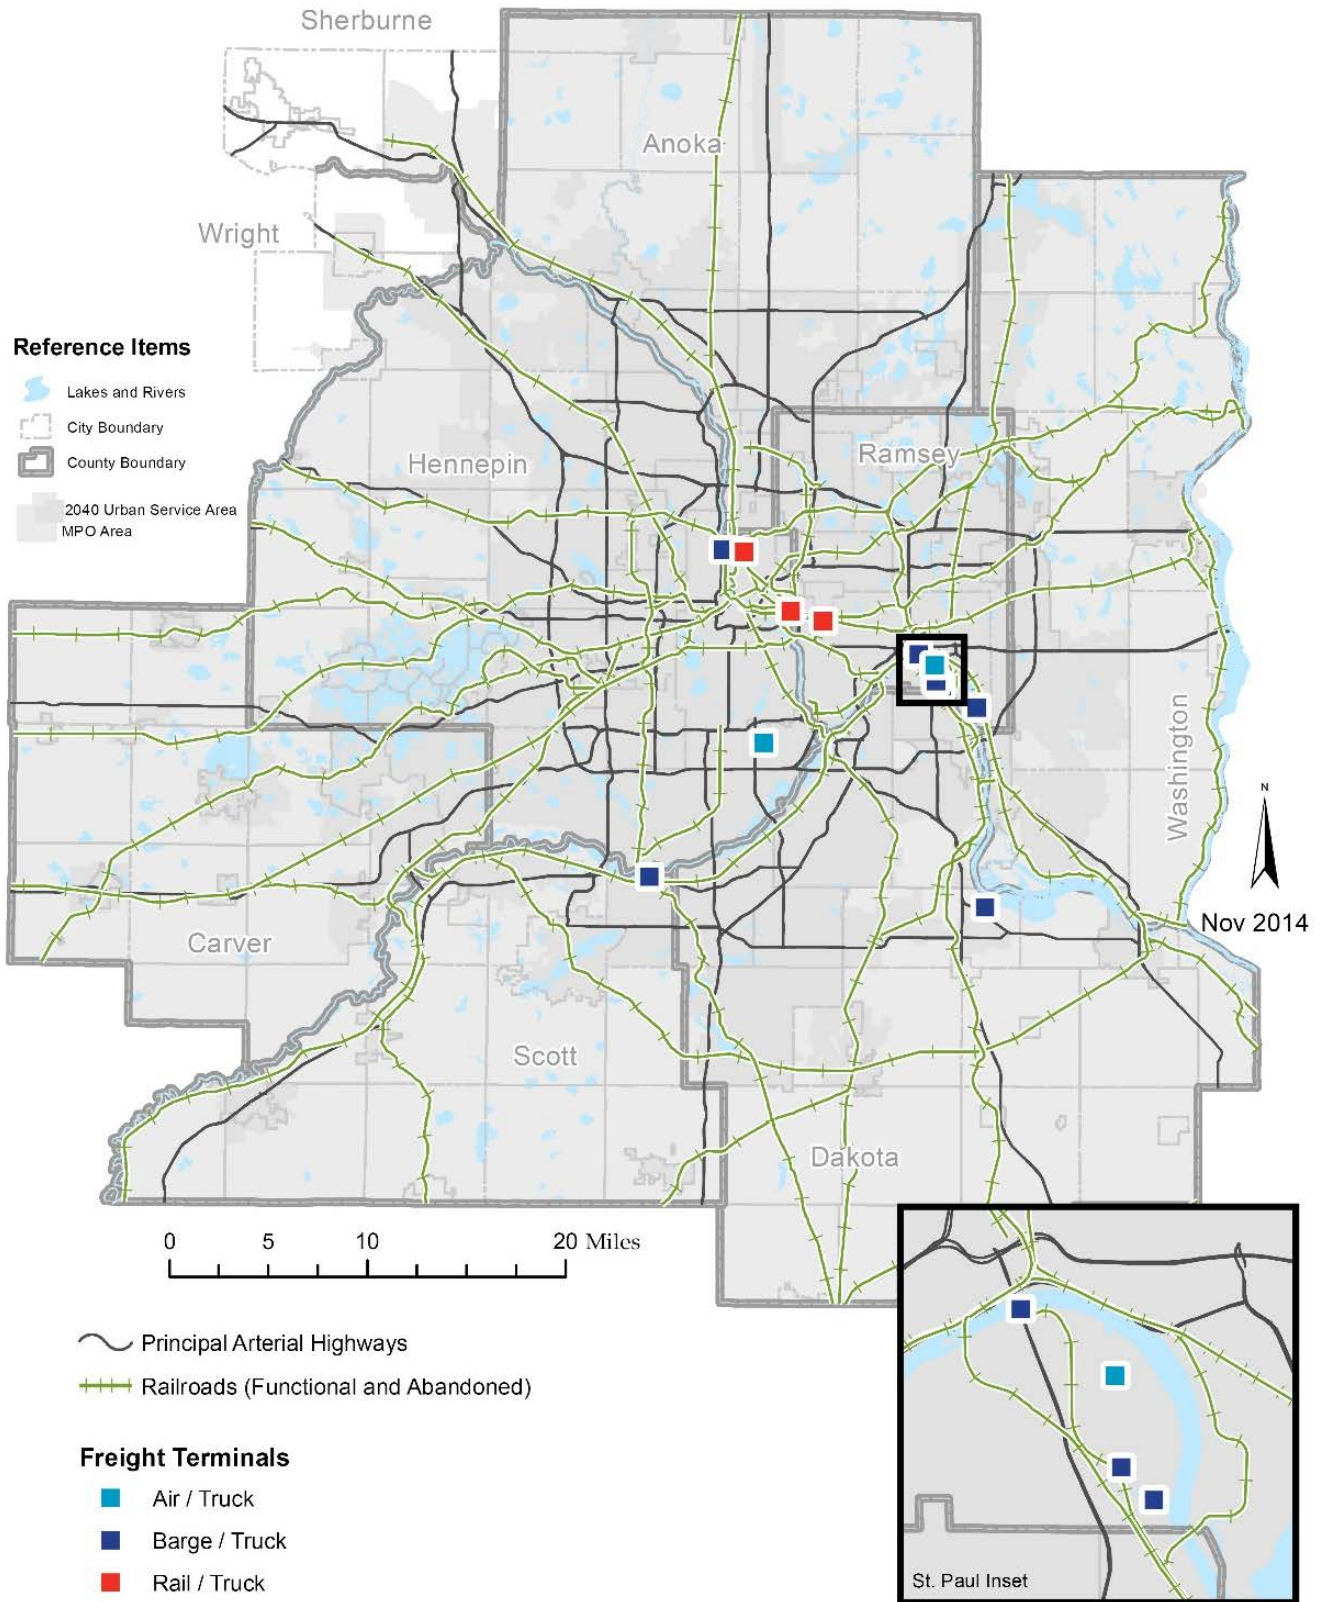 Sherburne
Anoka
Wright
Reference Items
Lakes and Rivers
City Boundary
County Boundary
2040 Urban Service Area
MPO Area
Hennepin
Ramsey
Washington
N
Nov 2014
Carver
Scott
Dakota
0 5 10 20 Miles
Principal Arterial Highways
Railroads (Functional and Abandoned)
Freight Terminals
Air / Truck
Barge / Truck
Rail / Truck
St. Paul Inset